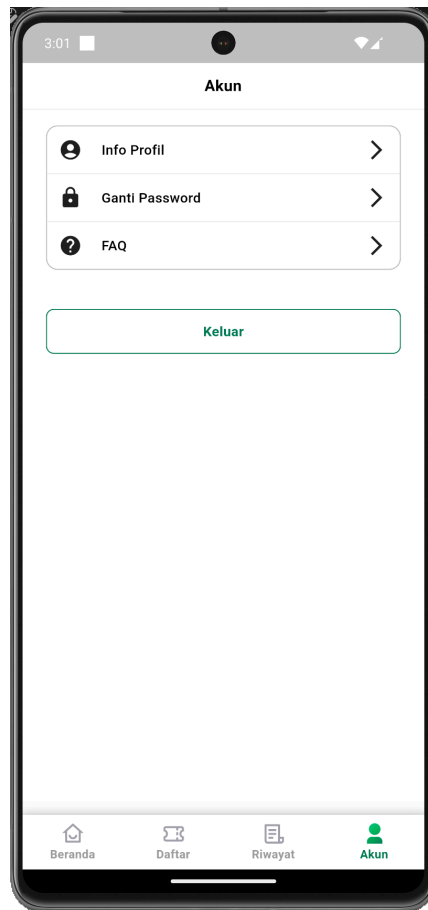 3:01
Akun
Info Profil
Ganti Password
FAQ
Keluar
Beranda
Daftar
Riwayat
Akun